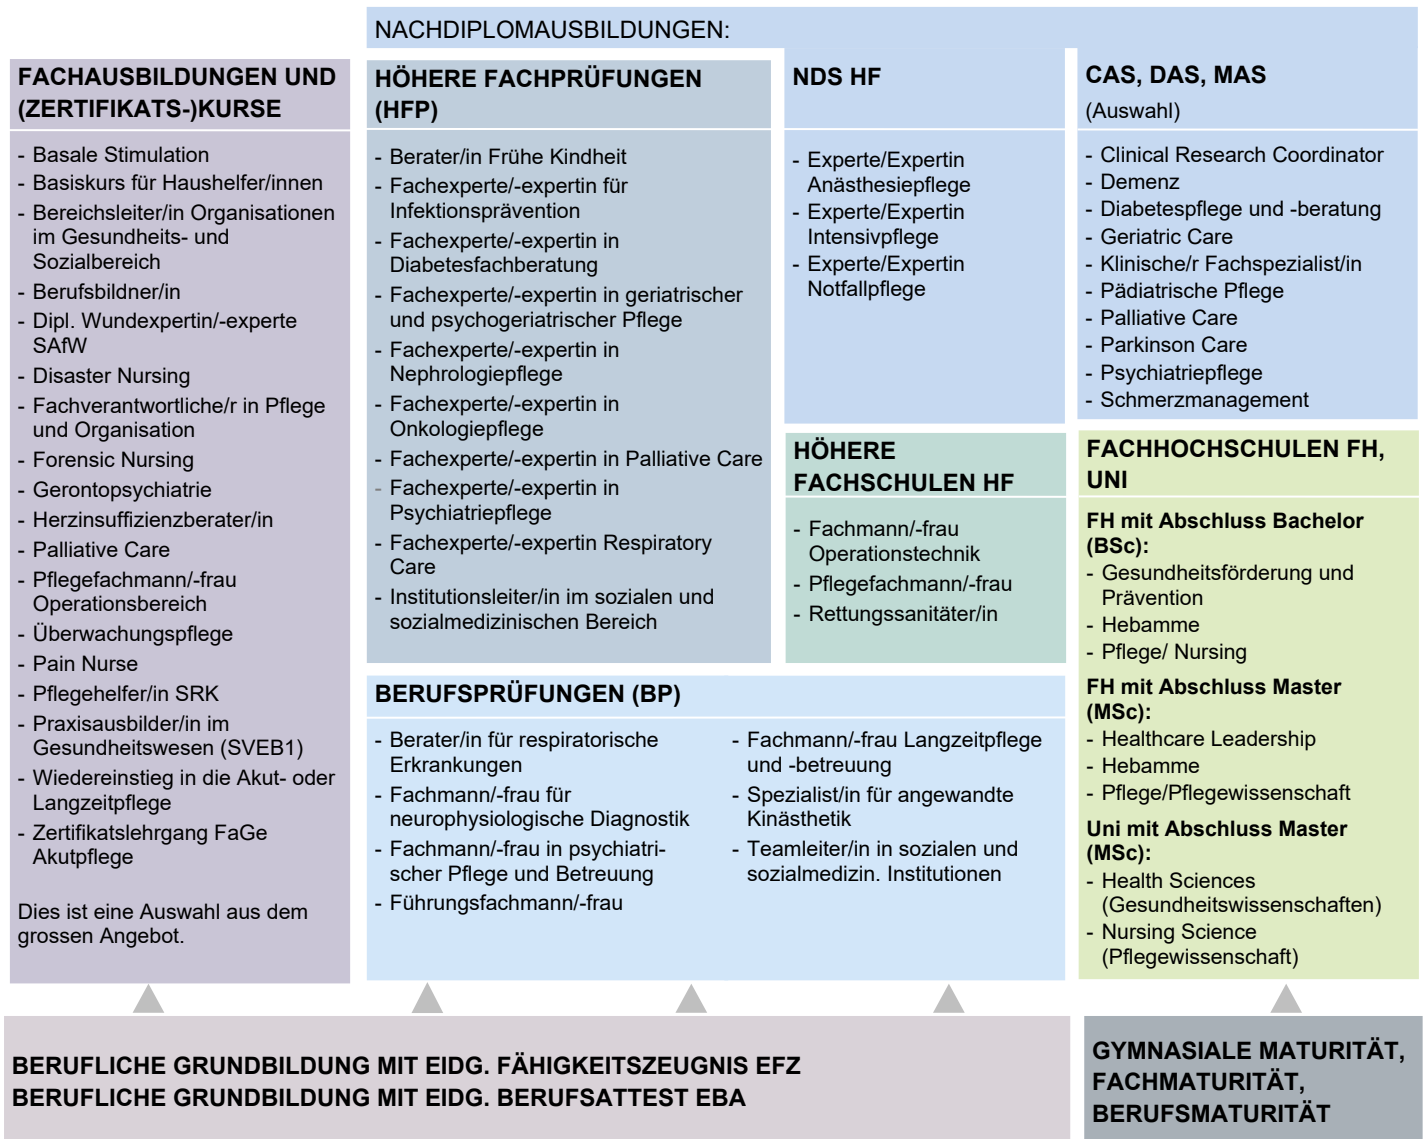 NACHDIPLOMAUSBILDUNGEN:
FACHAUSBILDUNGEN UND
(ZERTIFIKATS-)KURSE
- Basale Stimulation
- Basiskurs für Haushelfer/innen
- Bereichsleiter/in Organisationen
im Gesundheits- und
Sozialbereich
- Berufsbildner/in
- Dipl. Wundexpertin/-experte
SAfW
- Disaster Nursing
- Fachverantwortliche/r in Pflege
und Organisation
- Forensic Nursing
- Gerontopsychiatrie
- Herzinsuffizienzberater/in
- Palliative Care
- Pflegefachmann/-frau
Operationsbereich
- Überwachungspflege
- Pain Nurse
- Pflegehelfer/in SRK
- Praxisausbilder/in im
Gesundheitswesen (SVEB1)
- Wiedereinstieg in die Akut- oder
Langzeitpflege
- Zertifikatslehrgang FaGe
Akutpflege
Dies ist eine Auswahl aus dem
grossen Angebot.
HÖHERE FACHPRÜFUNGEN
(HFP)
- Berater/in Frühe Kindheit
- Fachexperte/-expertin für
Infektionsprävention
- Fachexperte/-expertin in
Diabetesfachberatung
- Fachexperte/-expertin in geriatrischer
und psychogeriatrischer Pflege
- Fachexperte/-expertin in
Nephrologiepflege
- Fachexperte/-expertin in
Onkologiepflege
- Fachexperte/-expertin in Palliative Care
- Fachexperte/-expertin in
Psychiatriepflege
- Fachexperte/-expertin Respiratory
Care
- Institutionsleiter/in im sozialen und
sozialmedizinischen Bereich
NDS HF
- Experte/Expertin
Anästhesiepflege
- Experte/Expertin
Intensivpflege
- Experte/Expertin
Notfallpflege
CAS, DAS, MAS
(Auswahl)
- Clinical Research Coordinator
- Demenz
- Diabetespflege und -beratung
- Geriatric Care
- Klinische/r Fachspezialist/in
- Pädiatrische Pflege
- Palliative Care
- Parkinson Care
- Psychiatriepflege
- Schmerzmanagement
HÖHERE
FACHSCHULEN HF
- Fachmann/-frau
Operationstechnik
- Pflegefachmann/-frau
- Rettungssanitäter/in
FACHHOCHSCHULEN FH,
UNI
FH mit Abschluss Bachelor
(BSc):
- Gesundheitsförderung und
Prävention
- Hebamme
- Pflege/ Nursing
FH mit Abschluss Master
(MSc):
- Healthcare Leadership
- Hebamme
- Pflege/Pflegewissenschaft
Uni mit Abschluss Master
(MSc):
- Health Sciences
(Gesundheitswissenschaften)
- Nursing Science
(Pflegewissenschaft)
BERUFSPRÜFUNGEN (BP)
- Berater/in für respiratorische
Erkrankungen
- Fachmann/-frau für
neurophysiologische Diagnostik
- Fachmann/-frau in psychiatri-
scher Pflege und Betreuung
- Führungsfachmann/-frau
- Fachmann/-frau Langzeitpflege
und -betreuung
- Spezialist/in für angewandte
Kinästhetik
- Teamleiter/in in sozialen und
sozialmedizin. Institutionen
BERUFLICHE GRUNDBILDUNG MIT EIDG. FÄHIGKEITSZEUGNIS EFZ
BERUFLICHE GRUNDBILDUNG MIT EIDG. BERUFSATTEST EBA
GYMNASIALE MATURITÄT,
FACHMATURITÄT,
BERUFSMATURITÄT